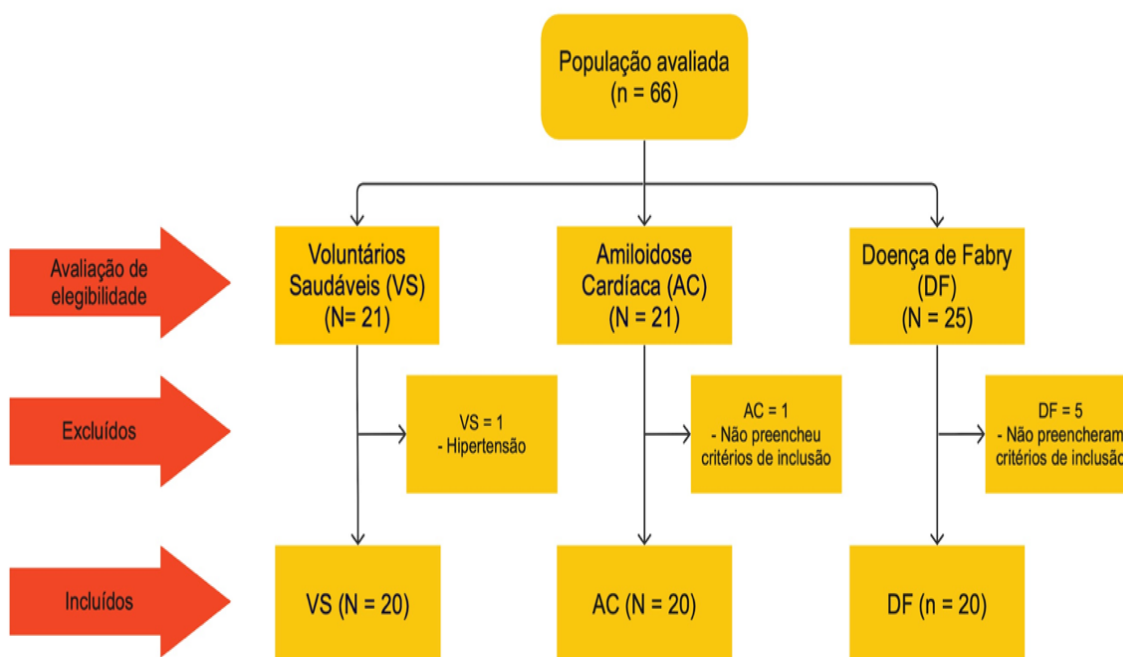 População avaliada
(n = 66)
Avaliação de
elegibilidade
Voluntários
Saudáveis (VS)
(N= 21)
Amiloidose
Cardíaca (AC)
(N = 21)
Doença de Fabry
(DF)
(N = 25)
Excluídos
VS = 1
- Hipertensão
AC = 1
- Não preencheu
critérios de inclusão
DF = 5
- Não preencheram
critérios de inclusão
Incluídos
VS (N = 20)
AC (N = 20)
DF (n = 20)